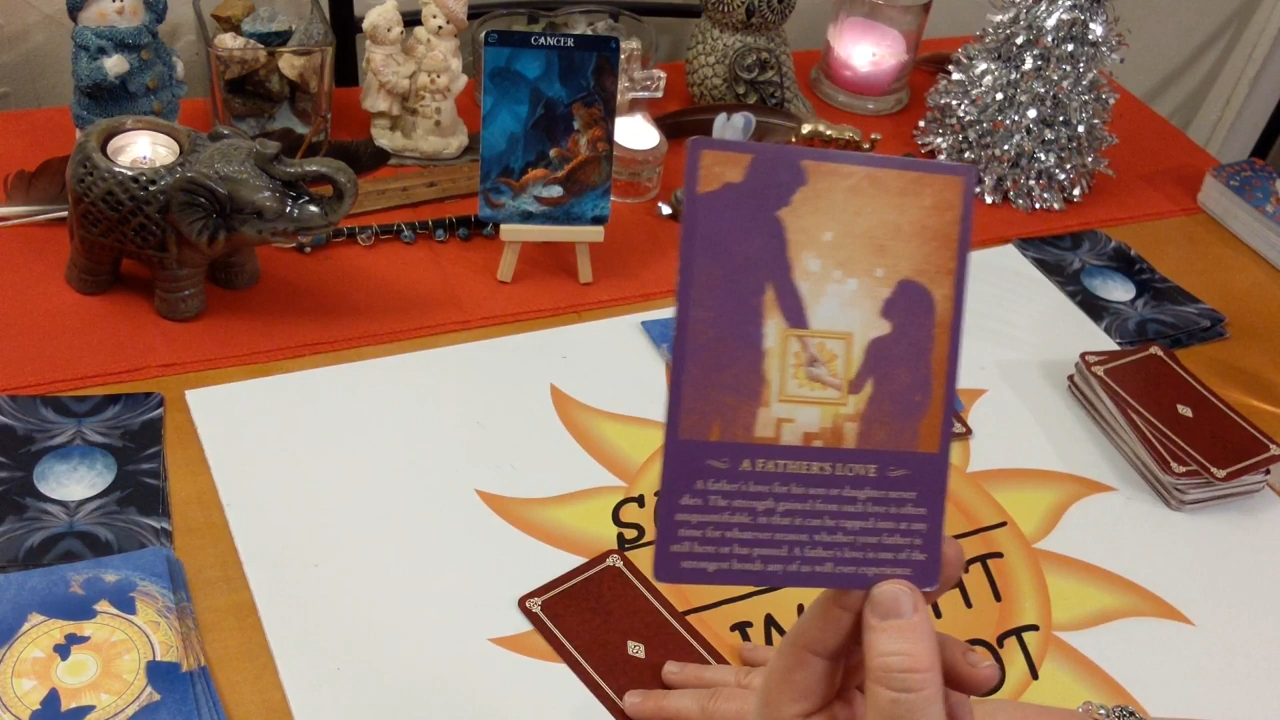 CANCER
A FATHER'S LOVE
A father's love for his son or daughter never
dies. The strength gained from such love is often
unquantifiable, in that it can be tapped into at any
time for whatever reason, whether your father is
still here or has passed. A father's love is one of the
strongest bonds any of us will ever experience.